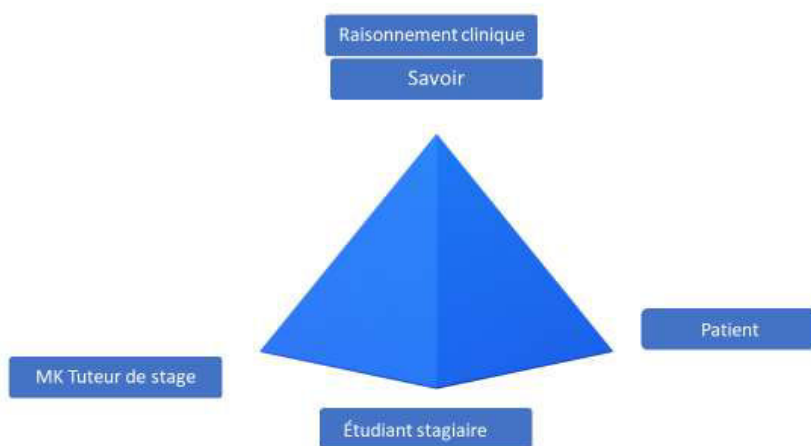 Raisonnement clinique
Savoir
Patient
MK Tuteur de stage
Étudiant stagiaire